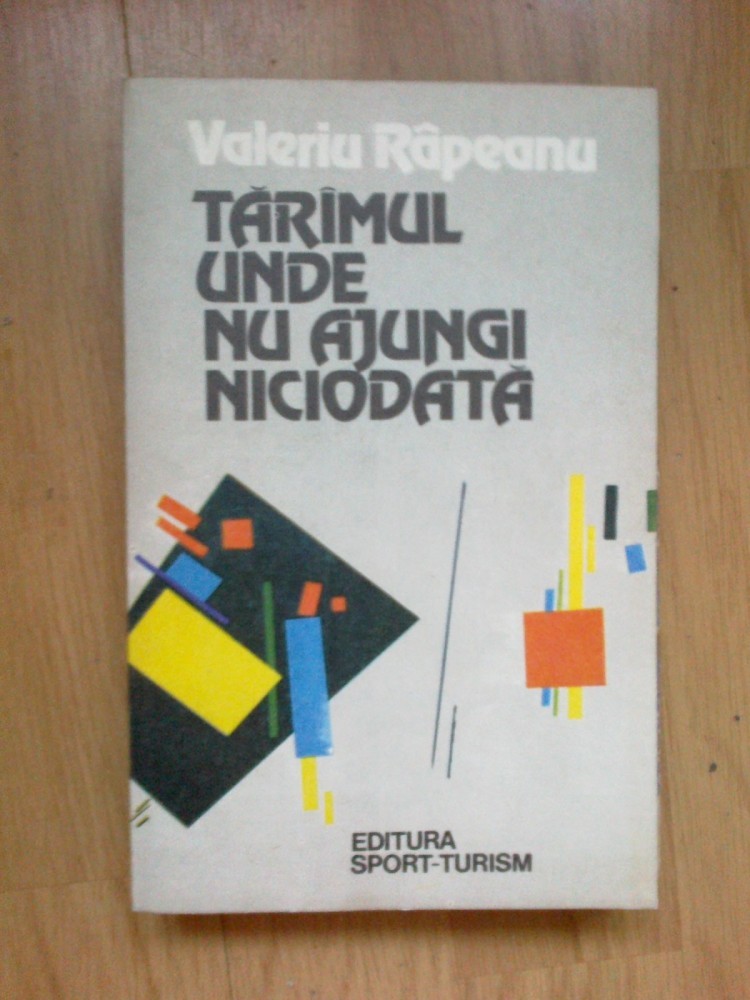 Valeriu Râpeanu
TĂRÎMUL
UNDE
NU AJUNGI
NICIODATĂ
EDITURA
SPORT-TURISM